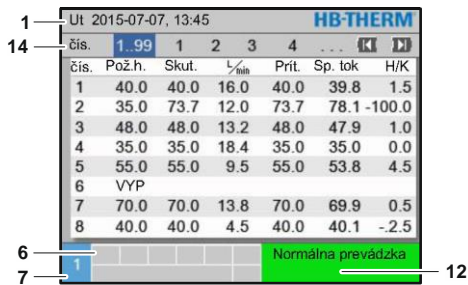 1 Ut 2015-07-07, 13:45 HB-THERM
14 čís. 1..99 1 2 3 4 ...
čís. Pož.h. Skut. L/min Prít. Sp. tok H/K
1 40.0 40.0 16.0 40.0 39.8 1.5
2 35.0 73.7 12.0 73.7 78.1 -100.0
3 48.0 48.0 13.2 48.0 47.9 1.0
4 35.0 35.0 18.4 35.0 35.0 0.0
5 55.0 55.0 9.5 55.0 53.8 4.5
6 VYP
7 70.0 70.0 13.8 70.0 69.9 0.5
8 40.0 40.0 4.5 40.0 40.1 -.2.5
6 Normálna prevádzka
7 1 12